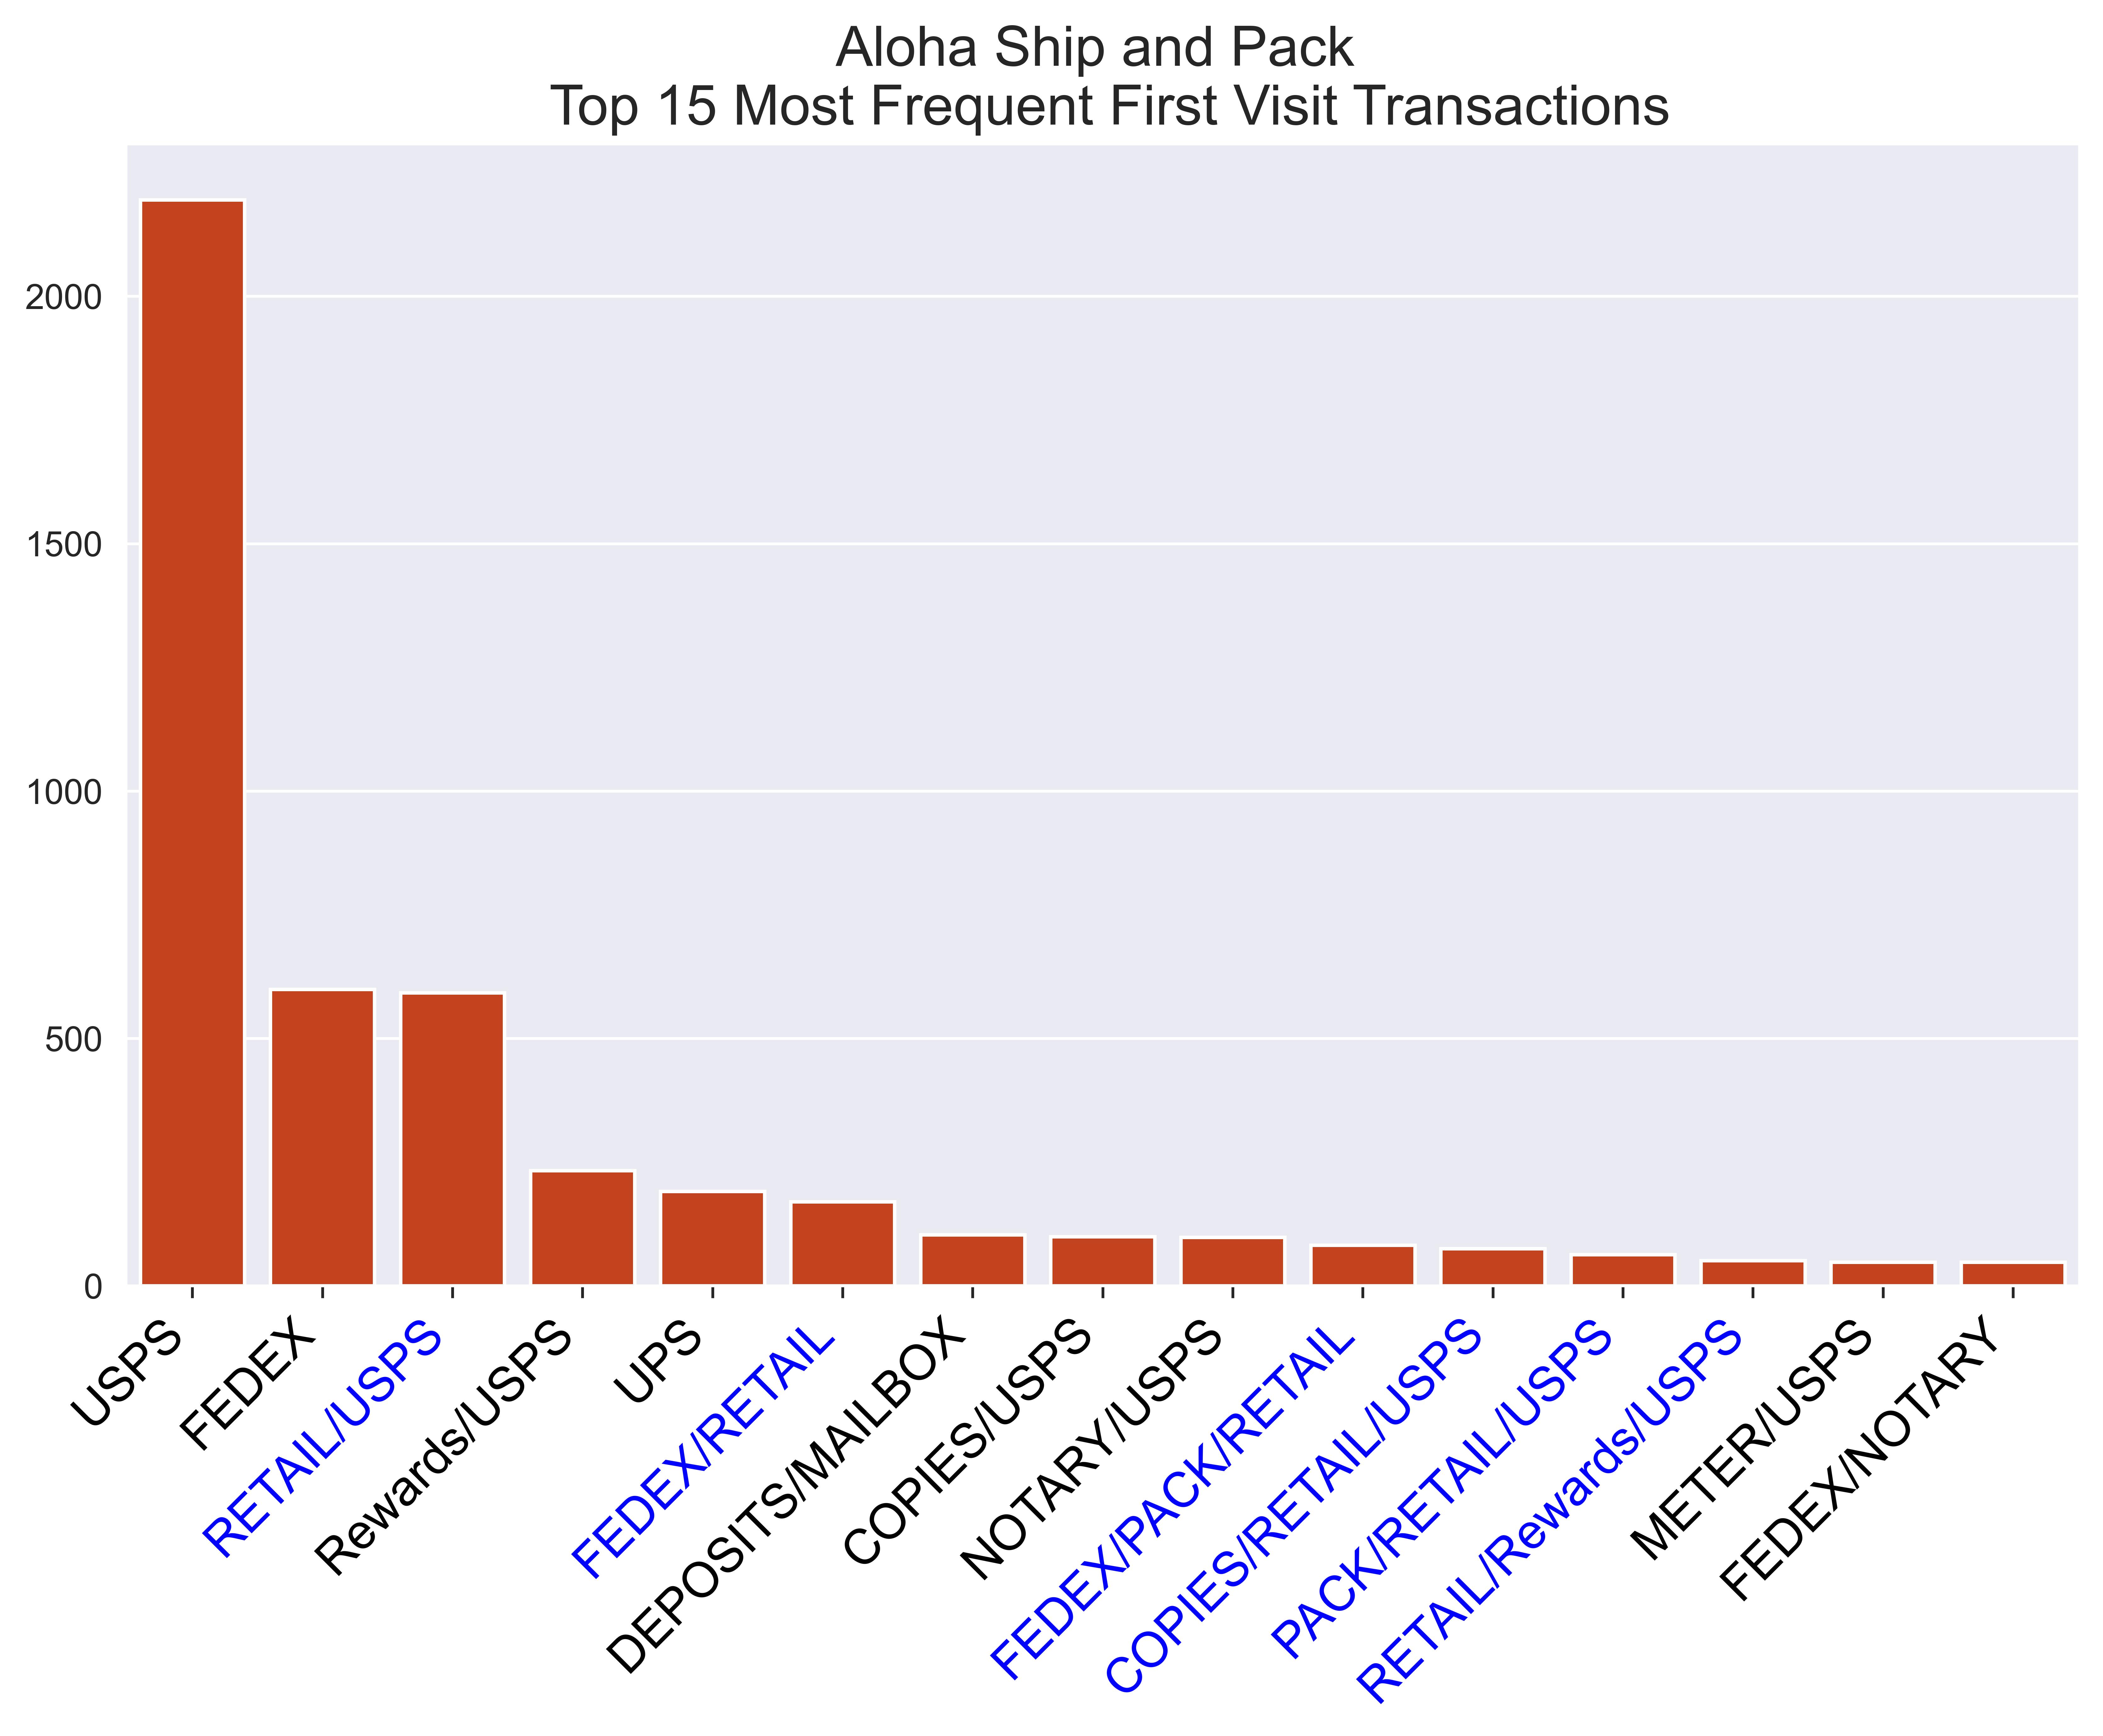 Aloha Ship and Pack
Top 15 Most Frequent First Visit Transactions
2000
1500
1000
500
0
USPS
FEDEX
RETAIL/USPS
Rewards/USPS
UPS
FEDEX/RETAIL
DEPOSITS/MAILBOX
COPIES/USPS
NOTARY/USPS
FEDEX/PACK/RETAIL
COPIES/RETAIL/USPS
PACK/RETAIL/USPS
RETAIL/Rewards/USPS
METER/USPS
FEDEX/NOTARY